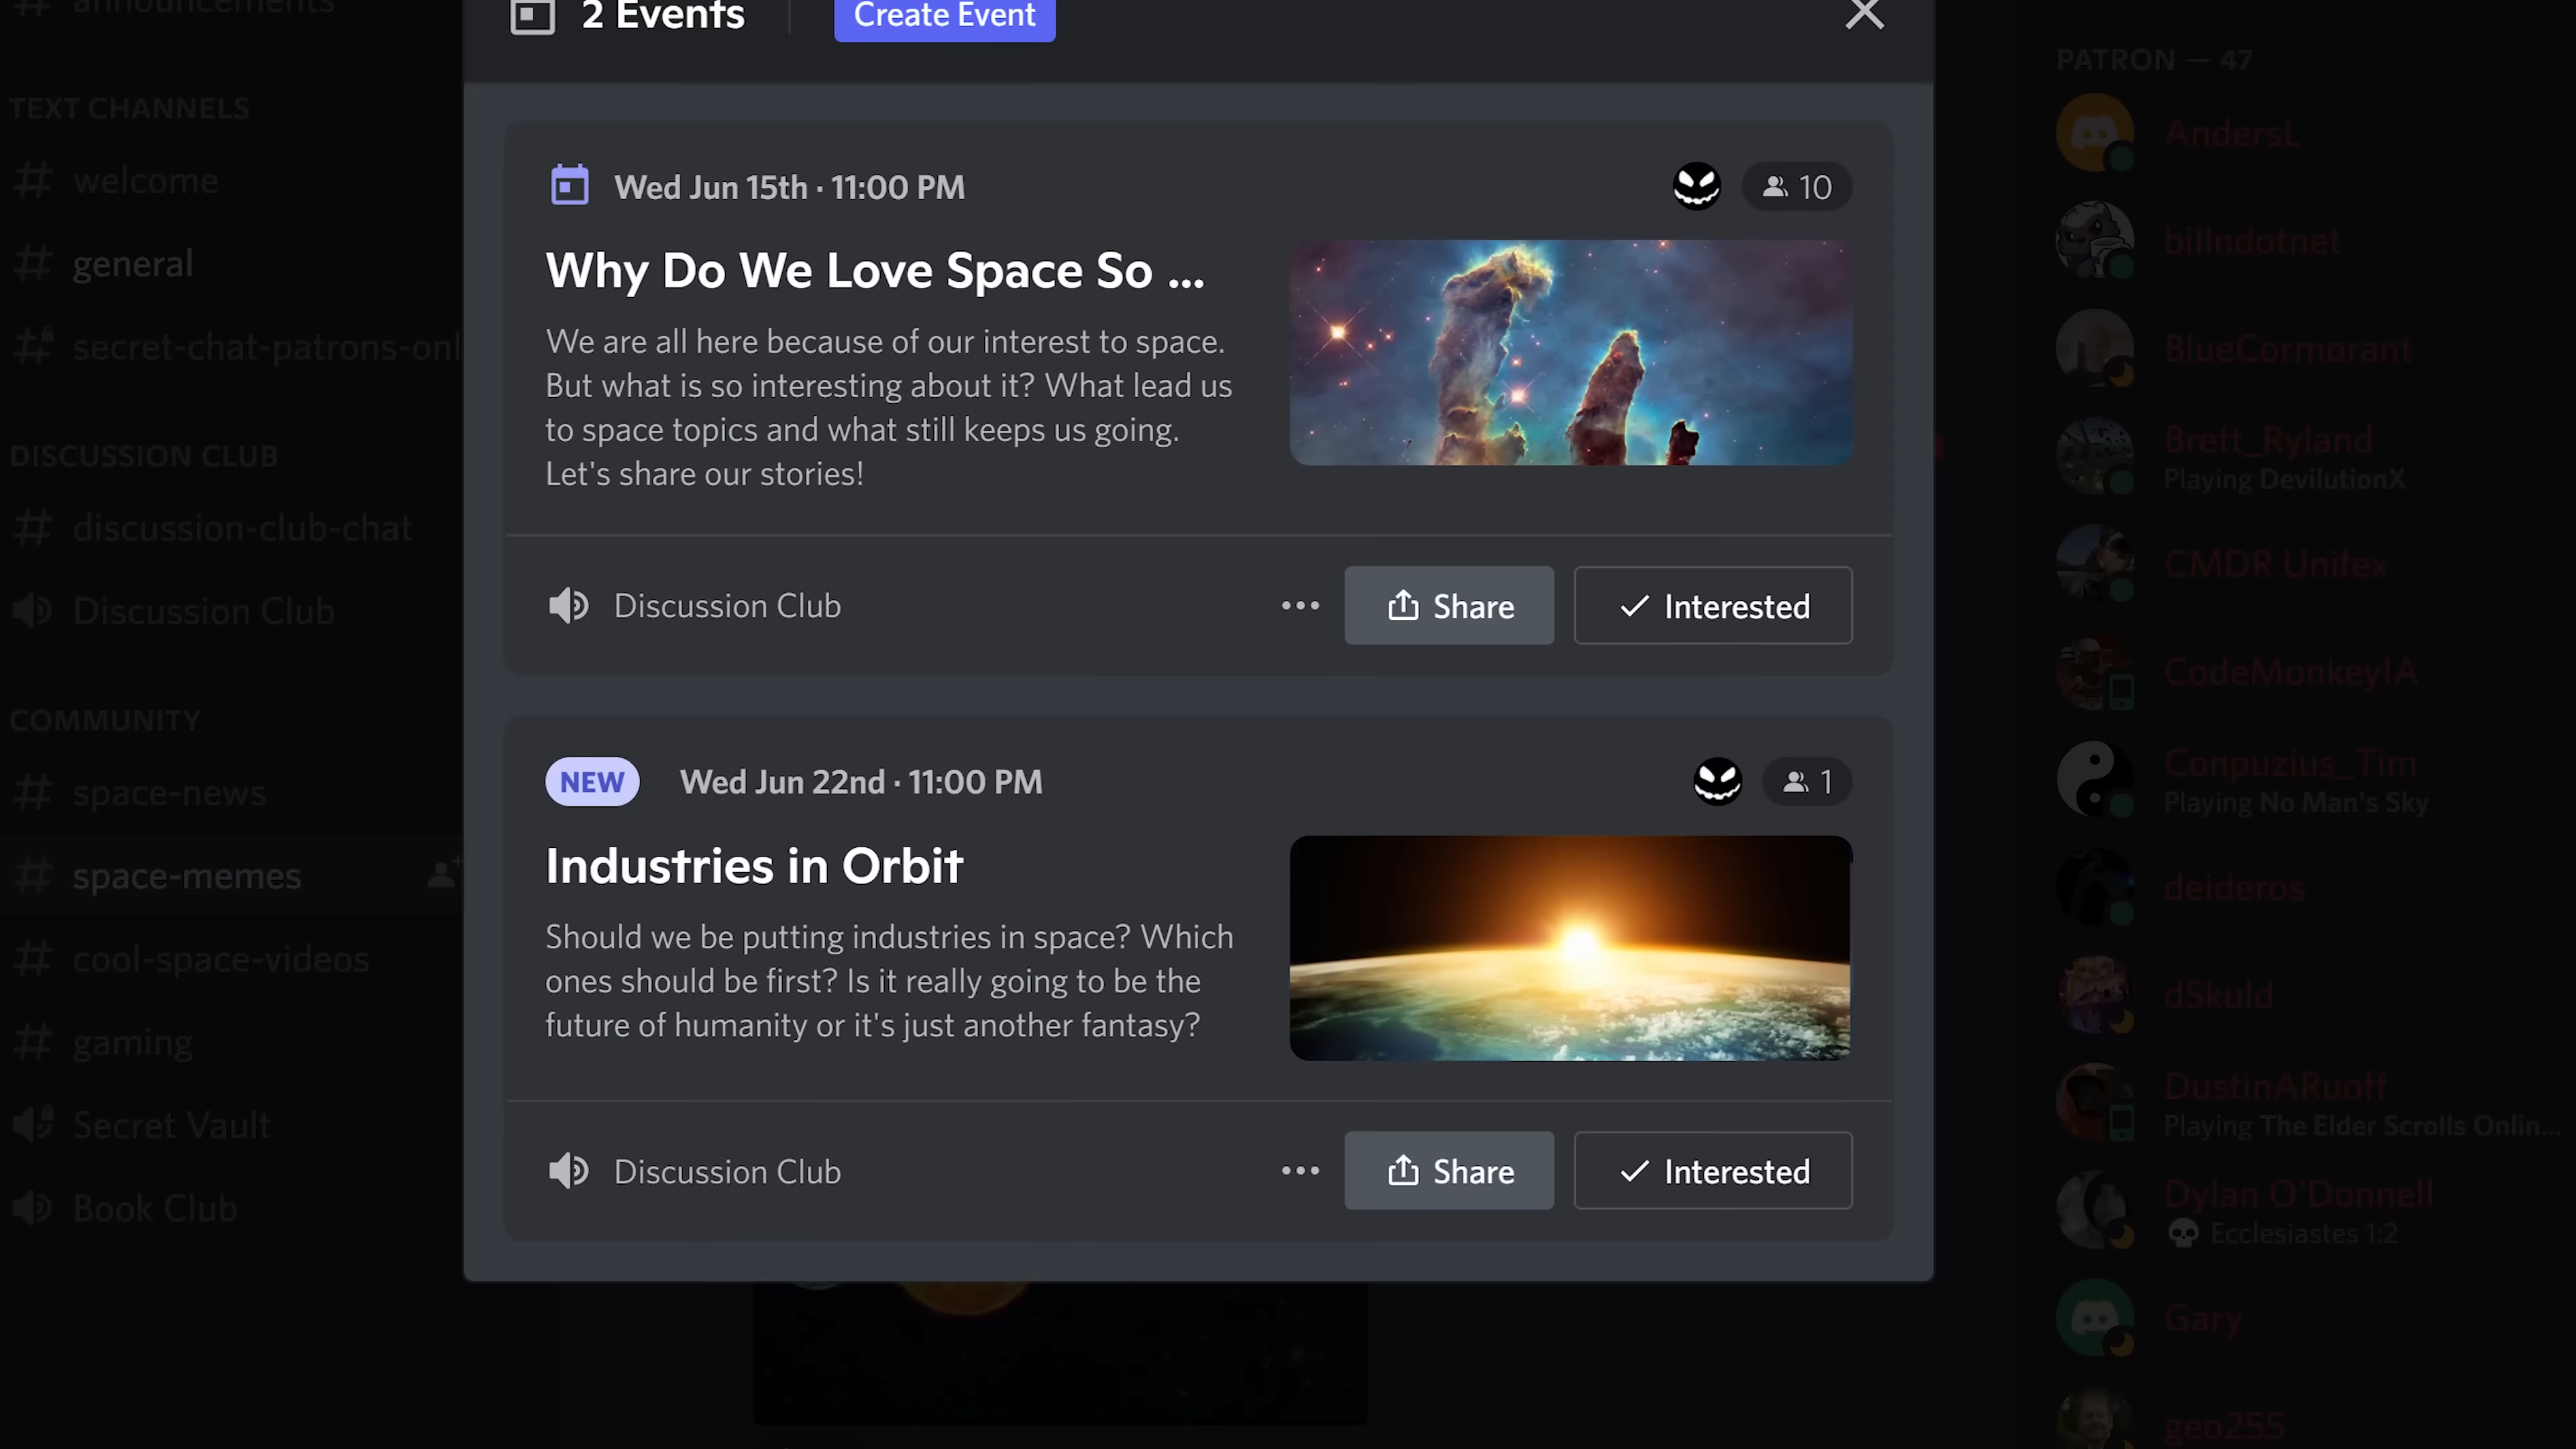 announcements
TEXT CHANNELS
welcome
general
secret-chat-patrons-onl
DISCUSSION CLUB
discussion-club-chat
Discussion Club
COMMUNITY
space-news
space-memes
cool-space-videos
gaming
Secret Vault
Book Club
2 Events
Create Event
Wed Jun 15th · 11:00 PM
10
Why Do We Love Space So ...
We are all here because of our interest to space.
But what is so interesting about it? What lead us
to space topics and what still keeps us going.
Let's share our stories!
Discussion Club
Share
Interested
NEW
Wed Jun 22nd · 11:00 PM
1
Industries in Orbit
Should we be putting industries in space? Which
ones should be first? Is it really going to be the
future of humanity or it's just another fantasy?
Discussion Club
Share
Interested
PATRON — 47
AndersL
billndotnet
BlueCormorant
Brett_Ryland
Playing DevilutionX
CMDR Unifex
CodeMonkeyIA
Conpuzius_Tim
Playing No Man's Sky
deideros
dSkuld
DustinARuoff
Playing The Elder Scrolls Onlin...
Dylan O'Donnell
Ecclesiastes 1:2
Gary
geo255